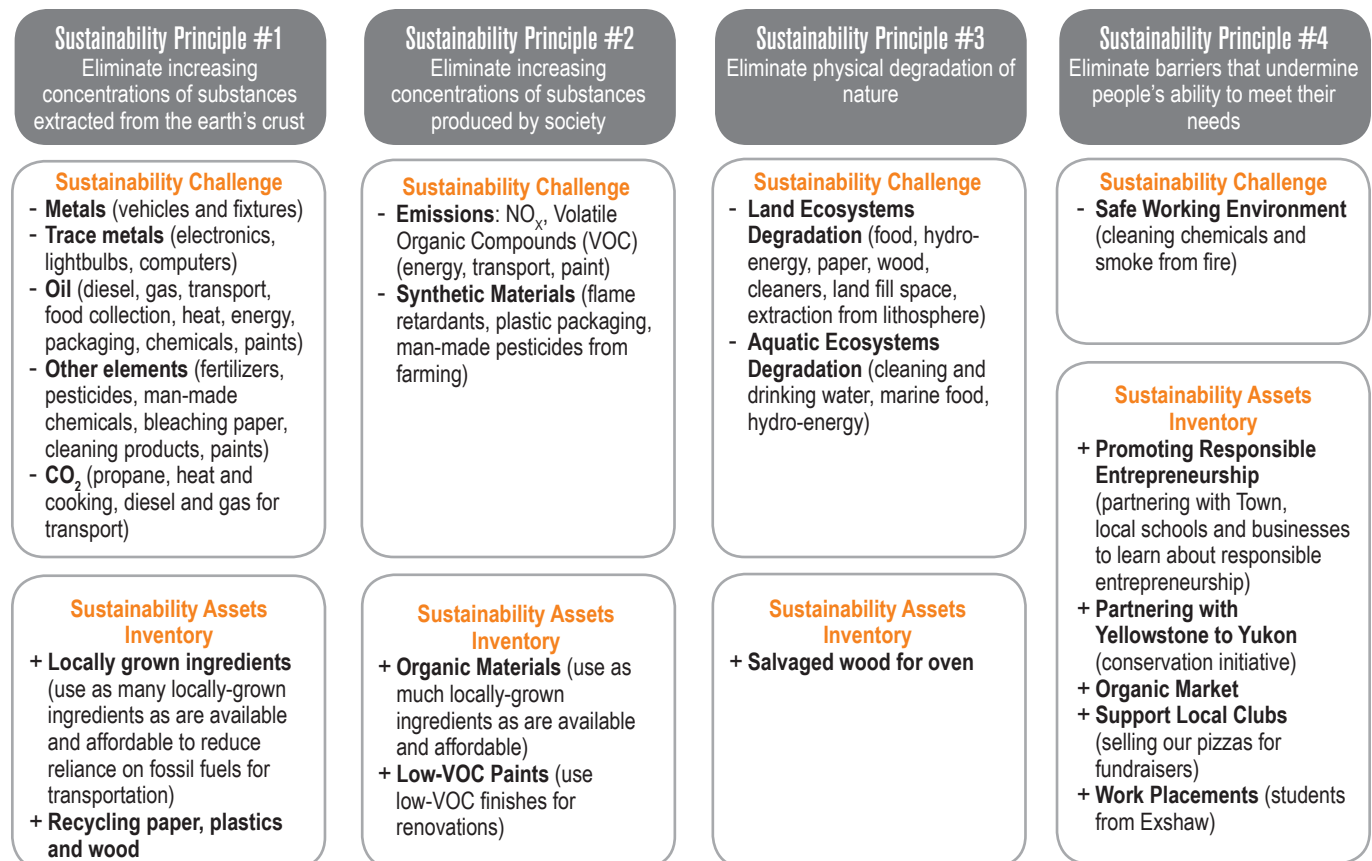 Sustainability Principle #1
Eliminate increasing
concentrations of substances
extracted from the earth's crust
Sustainability Challenge
- Metals (vehicles and fixtures)
- Trace metals (electronics,
lightbulbs, computers)
- Oil (diesel, gas, transport,
food collection, heat, energy,
packaging, chemicals, paints)
- Other elements (fertilizers,
pesticides, man-made
chemicals, bleaching paper,
cleaning products, paints)
- CO₂ (propane, heat and
cooking, diesel and gas for
transport)
Sustainability Assets
Inventory
+ Locally grown ingredients
(use as many locally-grown
ingredients as are available
and affordable to reduce
reliance on fossil fuels for
transportation)
+ Recycling paper, plastics
and wood
Sustainability Principle #2
Eliminate increasing
concentrations of substances
produced by society
Sustainability Challenge
- Emissions: NOₓ, Volatile
Organic Compounds (VOC)
(energy, transport, paint)
- Synthetic Materials (flame
retardants, plastic packaging,
man-made pesticides from
farming)
Sustainability Assets
Inventory
+ Organic Materials (use as
much locally-grown
ingredients as are available
and affordable)
+ Low-VOC Paints (use
low-VOC finishes for
renovations)
Sustainability Principle #3
Eliminate physical degradation of
nature
Sustainability Challenge
- Land Ecosystems
Degradation (food, hydro-
energy, paper, wood,
cleaners, land fill space,
extraction from lithosphere)
- Aquatic Ecosystems
Degradation (cleaning and
drinking water, marine food,
hydro-energy)
Sustainability Assets
Inventory
+ Salvaged wood for oven
Sustainability Principle #4
Eliminate barriers that undermine
people's ability to meet their
needs
Sustainability Challenge
- Safe Working Environment
(cleaning chemicals and
smoke from fire)
Sustainability Assets
Inventory
+ Promoting Responsible
Entrepreneurship
(partnering with Town,
local schools and businesses
to learn about responsible
entrepreneurship)
+ Partnering with
Yellowstone to Yukon
(conservation initiative)
+ Organic Market
+ Support Local Clubs
(selling our pizzas for
fundraisers)
+ Work Placements (students
from Exshaw)